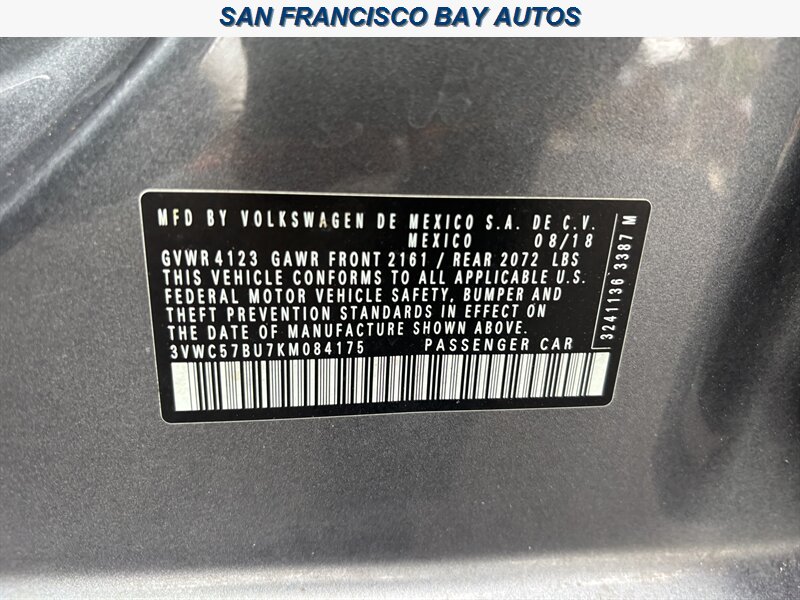 SAN FRANCISCO BAY AUTOS
MFD BY VOLKSWAGEN DE MEXICO S.A. DE C.V.
MEXICO 08/18
GVWR 4123 GAWR FRONT 2161 / REAR 2072 LBS
THIS VEHICLE CONFORMS TO ALL APPLICABLE U.S.
FEDERAL MOTOR VEHICLE SAFETY, BUMPER AND
THEFT PREVENTION STANDARDS IN EFFECT ON
THE DATE OF MANUFACTURE SHOWN ABOVE.
3VWC57BU7KM084175 PASSENGER CAR
3241136 3387 M